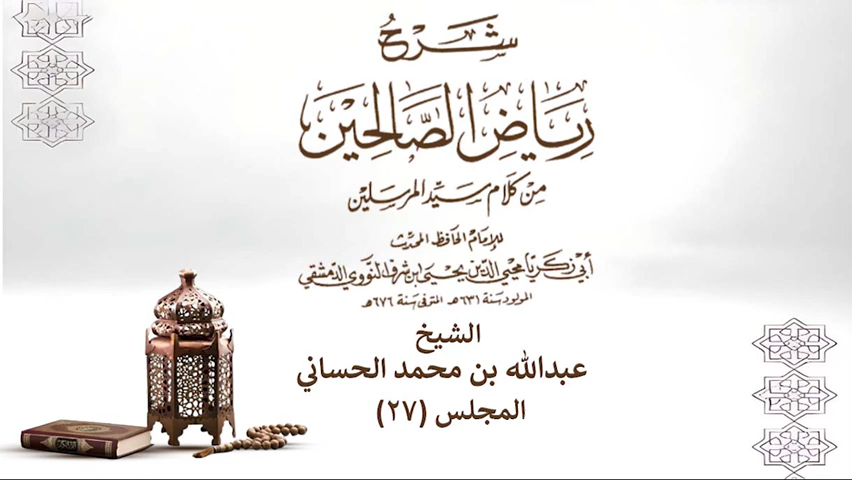 شرح
رياض الصالحين
من كلام سيد المرسلين
للإمام الحافظ المحدث
أبي زكريا محيي الدين يحيى بن شرف النووي الدمشقي
المولود سنة ٦٣١هـ المتوفى سنة ٦٧٦هـ
الشيخ
عبدالله بن محمد الحساني
المجلس (٢٧)